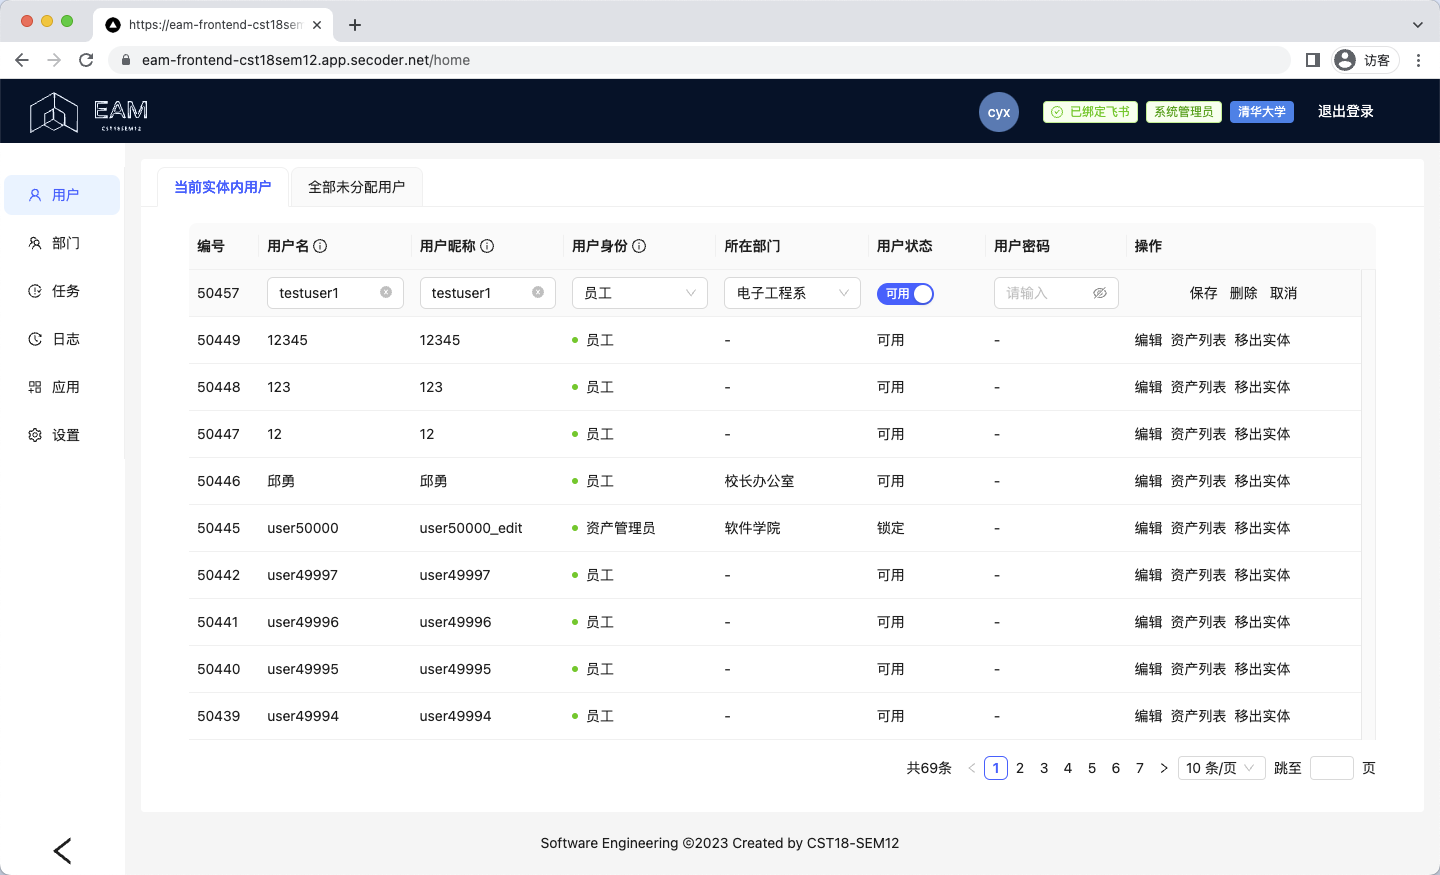 https://eam-frontend-cst18sem
eam-frontend-cst18sem12.app.secoder.net/home
访客
EAM
CST18SEM12
cyx
已绑定飞书
系统管理员
清华大学
退出登录
用户
部门
任务
日志
应用
设置
当前实体内用户
全部未分配用户
编号 用户名 用户昵称 用户身份 所在部门 用户状态 用户密码 操作
50457 testuser1 testuser1 员工 电子工程系 可用 请输入 保存 删除 取消
50449 12345 12345 员工 - 可用 - 编辑 资产列表 移出实体
50448 123 123 员工 - 可用 - 编辑 资产列表 移出实体
50447 12 12 员工 - 可用 - 编辑 资产列表 移出实体
50446 邱勇 邱勇 员工 校长办公室 可用 - 编辑 资产列表 移出实体
50445 user50000 user50000_edit 资产管理员 软件学院 锁定 - 编辑 资产列表 移出实体
50442 user49997 user49997 员工 - 可用 - 编辑 资产列表 移出实体
50441 user49996 user49996 员工 - 可用 - 编辑 资产列表 移出实体
50440 user49995 user49995 员工 - 可用 - 编辑 资产列表 移出实体
50439 user49994 user49994 员工 - 可用 - 编辑 资产列表 移出实体
共69条 1 2 3 4 5 6 7 10 条/页 跳至 页
Software Engineering ©2023 Created by CST18-SEM12